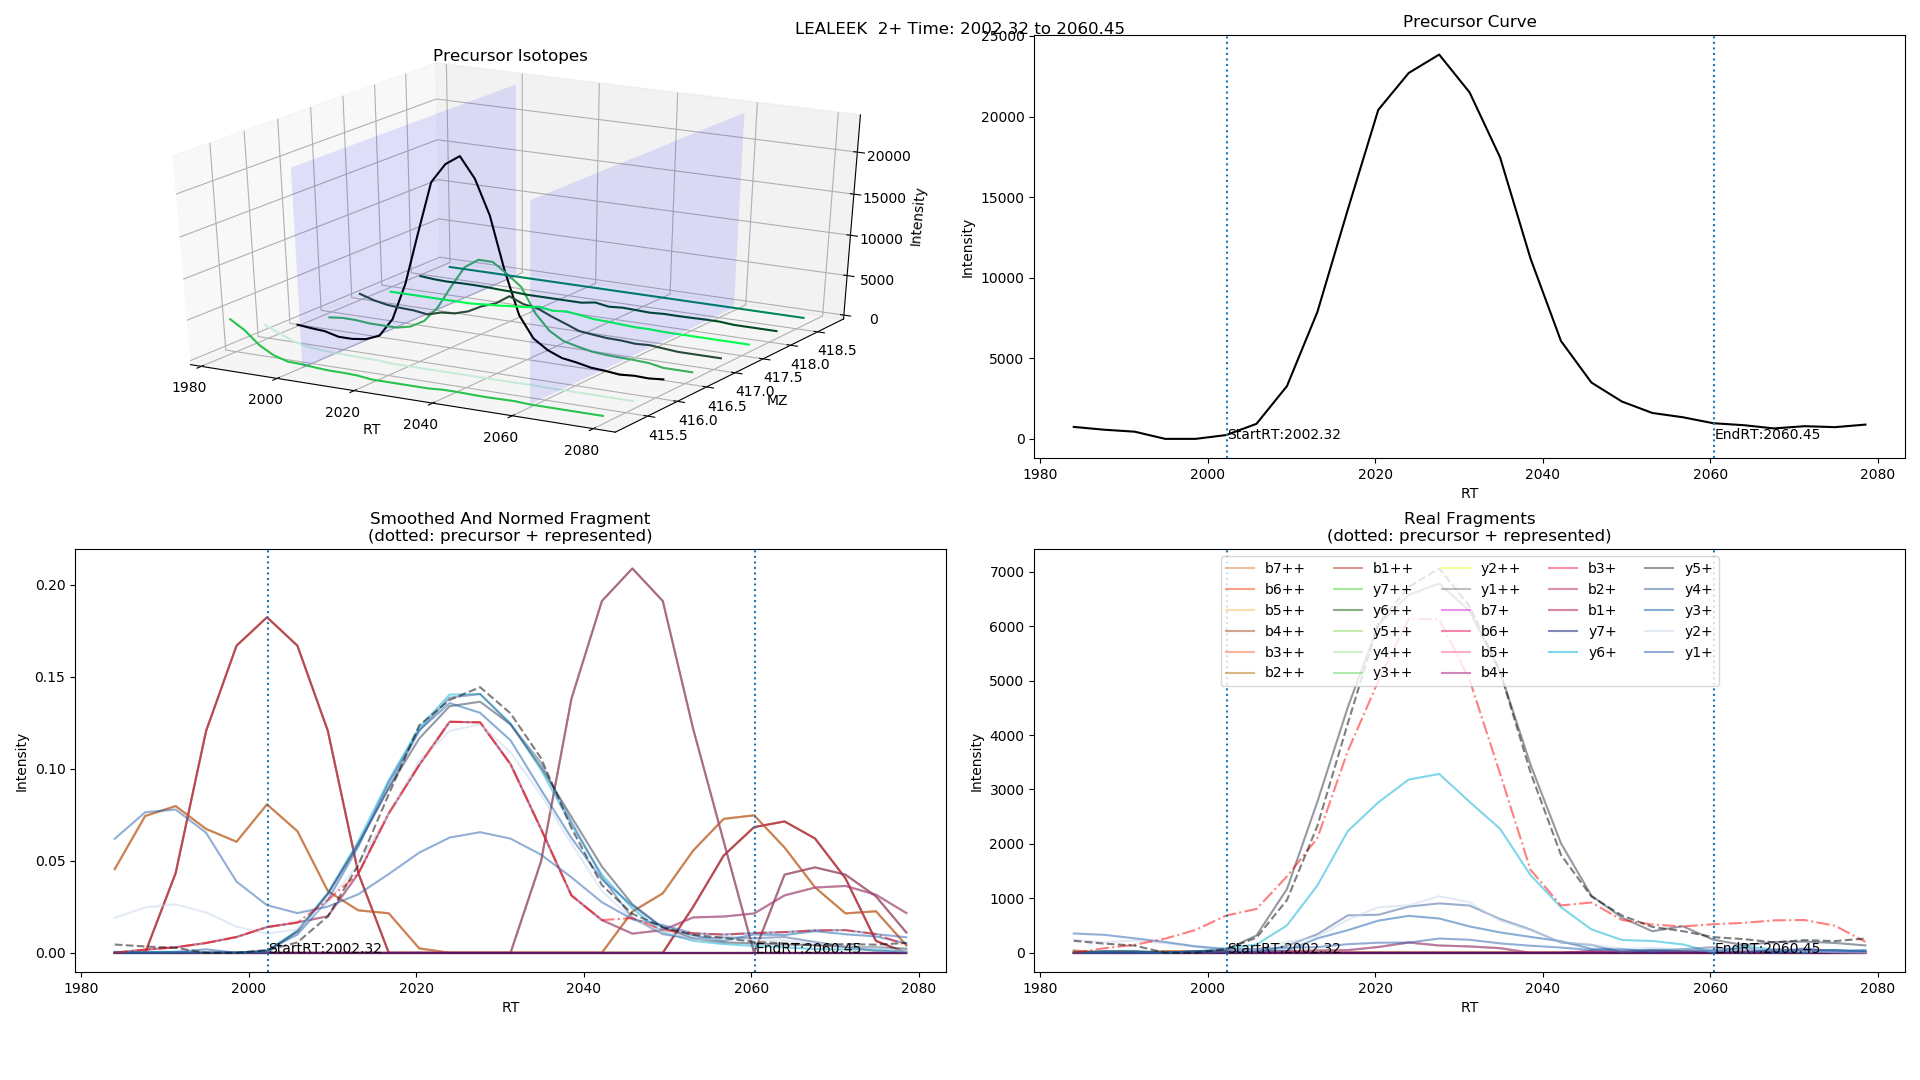 LEALEEK  2+ Time: 2002.32 to 2060.45
Precursor Isotopes
20000
15000
10000
5000
0
Intensity
1980
2000
2020
2040
2060
2080
RT
415.5
416.0
416.5
417.0
417.5
418.0
418.5
MZ
Precursor Curve
25000
20000
15000
10000
5000
0
Intensity
StartRT:2002.32
EndRT:2060.45
1980 2000 2020 2040 2060 2080
RT
Smoothed And Normed Fragment
(dotted: precursor + represented)
0.20
0.15
0.10
0.05
0.00
Intensity
StartRT:2002.32
EndRT:2060.45
1980 2000 2020 2040 2060 2080
RT
Real Fragments
(dotted: precursor + represented)
7000
6000
5000
4000
3000
2000
1000
0
Intensity
b7++ b1++ y2++ b3+ y5+
b6++ y7++ y1++ b2+ y4+
b5++ y6++ b7+ b1+ y3+
b4++ y5++ b6+ y7+ y2+
b3++ y4++ b5+ y6+ y1+
b2++ y3++ b4+
StartRT:2002.32
EndRT:2060.45
1980 2000 2020 2040 2060 2080
RT